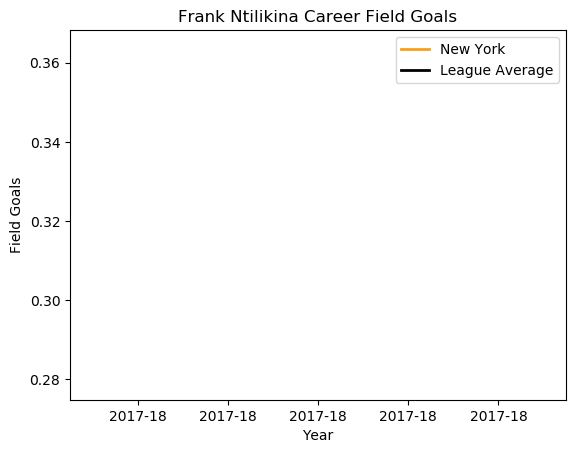 Frank Ntilikina Career Field Goals
New York
League Average
0.36
0.34
0.32
0.30
0.28
Field Goals
2017-18 2017-18 2017-18 2017-18 2017-18
Year